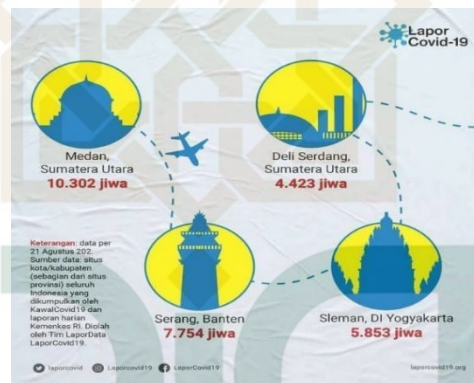 Lapor
Covid-19
Medan,
Sumatera Utara
10.302 jiwa
Deli Serdang,
Sumatera Utara
4.423 jiwa
Keterangan: data per
21 Agustus 202.
Sumber data: situs
kota/kabupaten
(sebagian dari situs
provinsi) seluruh
Indonesia yang
dikumpulkan oleh
KawalCovid19 dan
laporan harian
Kemenkes RI. Diolah
oleh Tim LaporData
LaporCovid19.
Serang, Banten
7.754 jiwa
Sleman, DI Yogyakarta
5.853 jiwa
laporcovid Laporcovid19 LaporCovid19
laporcovid19.org